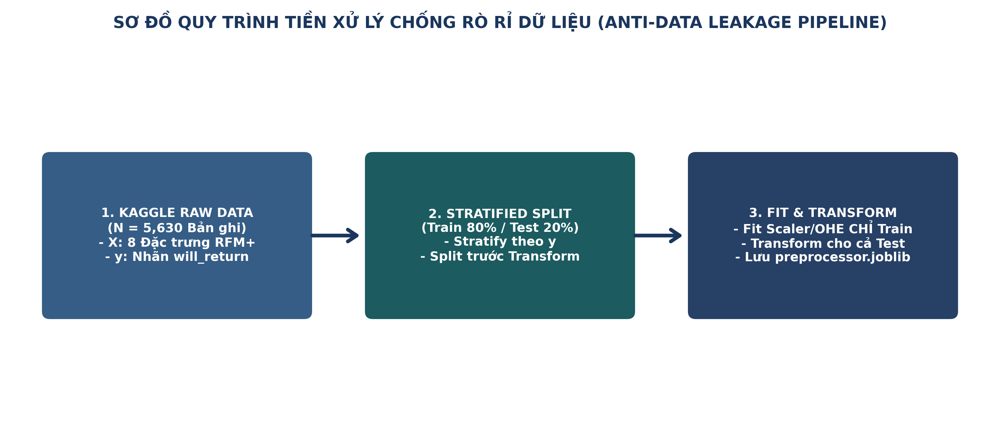 SƠ ĐỒ QUY TRÌNH TIỀN XỬ LÝ CHỐNG RÒ RỈ DỮ LIỆU (ANTI-DATA LEAKAGE PIPELINE)
1. KAGGLE RAW DATA
(N = 5,630 Bản ghi)
- X: 8 Đặc trưng RFM+
- y: Nhãn will_return
2. STRATIFIED SPLIT
(Train 80% / Test 20%)
- Stratify theo y
- Split trước Transform
3. FIT & TRANSFORM
- Fit Scaler/OHE CHỈ Train
- Transform cho cả Test
- Lưu preprocessor.joblib